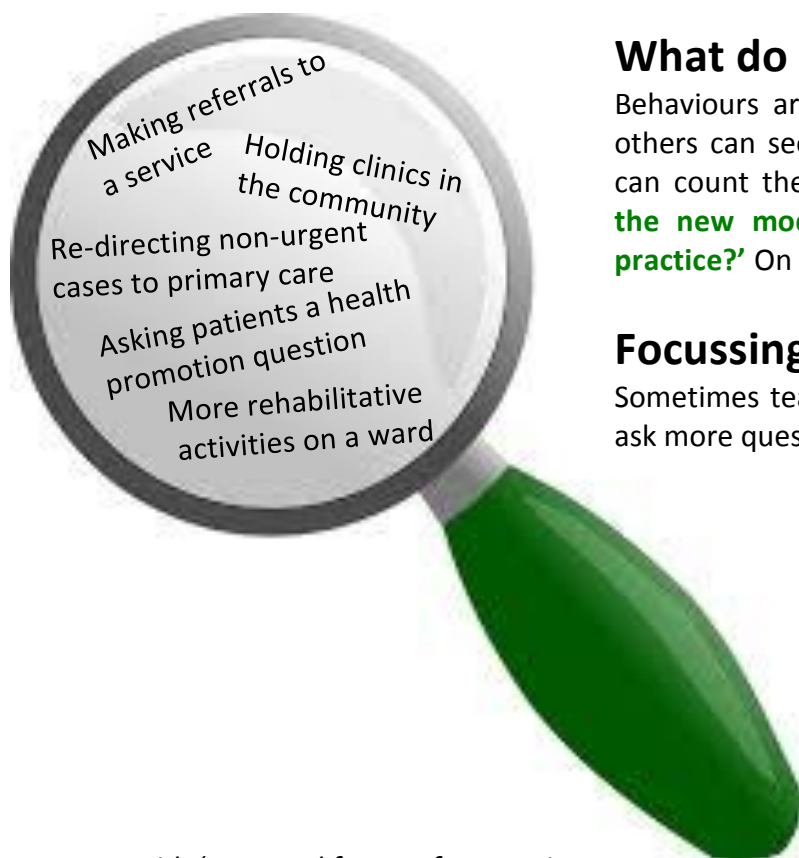 Making referrals to
a service
Holding clinics in
the community
Re-directing non-urgent
cases to primary care
Asking patients a health
promotion question
More rehabilitative
activities on a ward
What do
Behaviours ar
others can see
can count the
the new mod
practice?’ On
Focussing
Sometimes tea
ask more ques